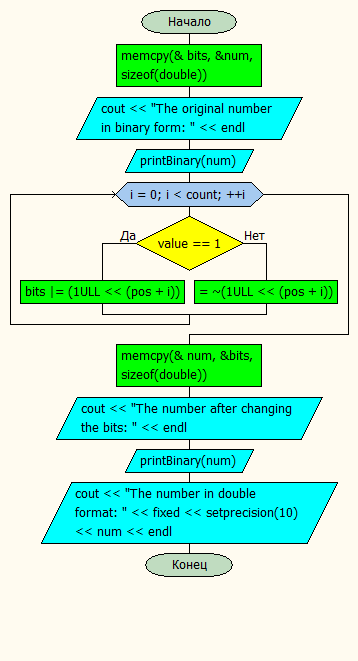 Начало
memcpy(& bits, &num,
sizeof(double))
cout << "The original number
in binary form: " << endl
printBinary(num)
i = 0; i < count; ++i
Да
value == 1
Нет
bits |= (1ULL << (pos + i))
= ~(1ULL << (pos + i))
memcpy(& num, &bits,
sizeof(double))
cout << "The number after changing
the bits: " << endl
printBinary(num)
cout << "The number in double
format: " << fixed << setprecision(10)
<< num << endl
Конец